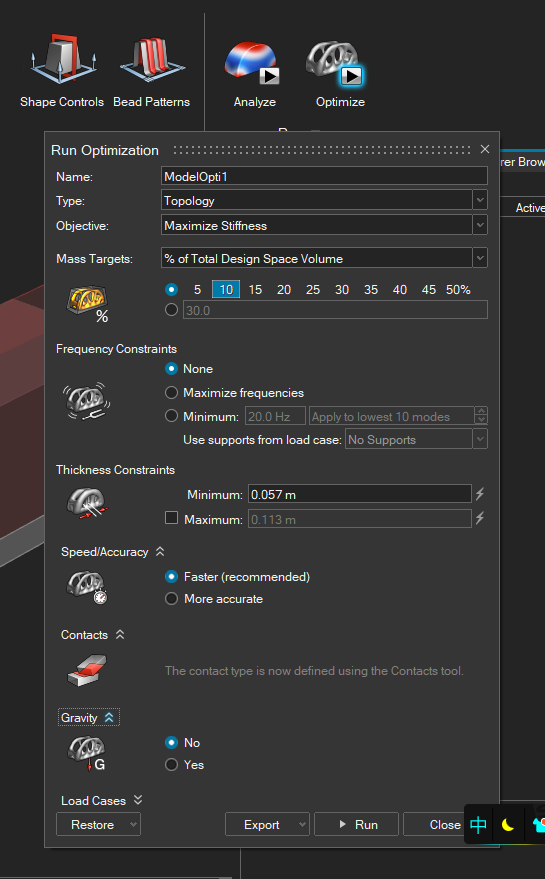 Shape Controls Bead Patterns Analyze Optimize
Run Optimization
rer Brow
Name: ModelOpti1
Type: Topology
Active
Objective: Maximize Stiffness
Mass Targets: % of Total Design Space Volume
5 10 15 20 25 30 35 40 45 50%
%
30.0
Frequency Constraints
None
Maximize frequencies
Minimum: 20.0 Hz Apply to lowest 10 modes
Use supports from load case: No Supports
Thickness Constraints
Minimum: 0.057 m
Maximum: 0.113 m
Speed/Accuracy
Faster (recommended)
More accurate
Contacts
The contact type is now defined using the Contacts tool.
Gravity
No
G
Yes
Load Cases
Restore Export Run Close
中